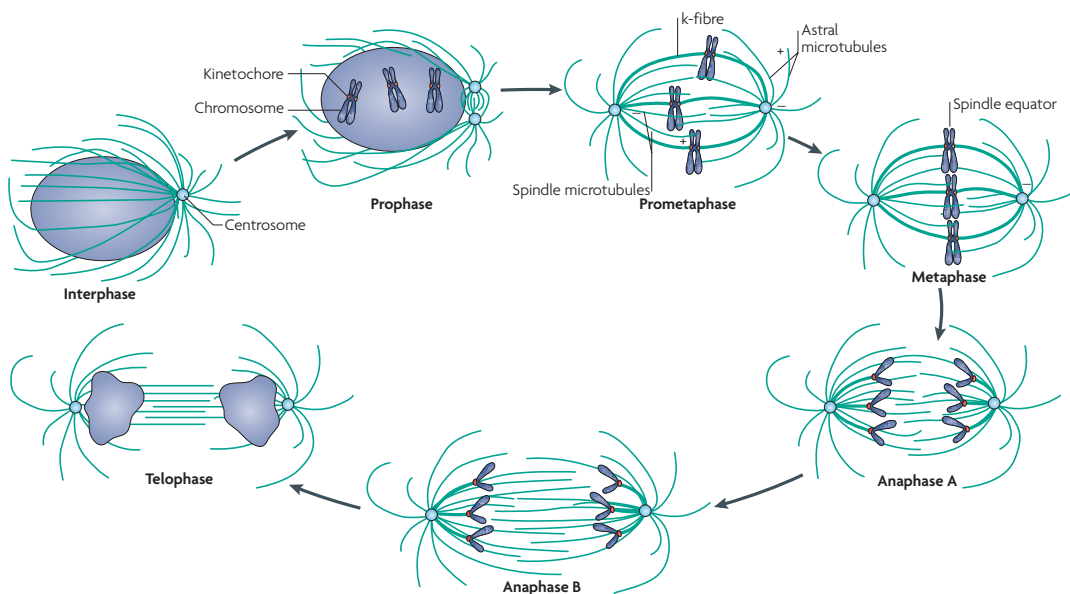 k-fibre
Astral
microtubules
+
Kinetochore
Chromosome
Spindle equator
−
−
+
Spindle microtubules
Prophase
Prometaphase
−
Centrosome
Metaphase
Interphase
Telophase
Anaphase A
Anaphase B